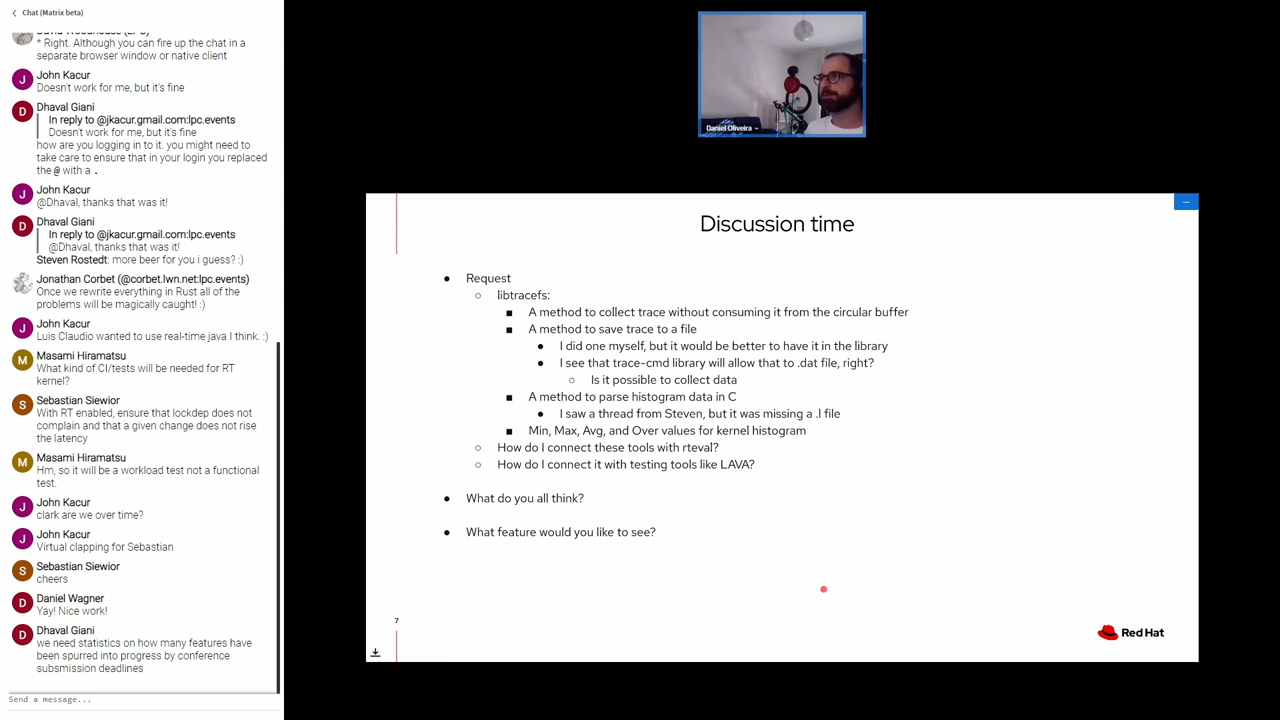 Chat (Matrix beta)
* Right. Although you can fire up the chat in a
separate browser window or native client
John Kacur
Doesn't work for me, but it's fine
Dhaval Giani
In reply to @jkacur.gmail.com:lpc.events
Doesn't work for me, but it's fine
how are you logging in to it. you might need to
take care to ensure that in your login you replaced
the @ with a .
John Kacur
@Dhaval, thanks that was it!
Dhaval Giani
In reply to @jkacur.gmail.com:lpc.events
@Dhaval, thanks that was it!
Steven Rostedt: more beer for you i guess? :)
Jonathan Corbet (@corbet.lwn.net:lpc.events)
Once we rewrite everything in Rust all of the
problems will be magically caught! :)
John Kacur
Luis Claudio wanted to use real-time java I think. :)
Masami Hiramatsu
What kind of CI/tests will be needed for RT
kernel?
Sebastian Siewior
With RT enabled, ensure that lockdep does not
complain and that a given change does not rise
the latency
Masami Hiramatsu
Hm, so it will be a workload test not a functional
test.
John Kacur
clark are we over time?
John Kacur
Virtual clapping for Sebastian
Sebastian Siewior
cheers
Daniel Wagner
Yay! Nice work!
Dhaval Giani
we need statistics on how many features have
been spurred into progress by conference
subsmission deadlines
Send a message...
Daniel Oliveira
Discussion time
Request
libtracefs:
A method to collect trace without consuming it from the circular buffer
A method to save trace to a file
I did one myself, but it would be better to have it in the library
I see that trace-cmd library will allow that to .dat file, right?
Is it possible to collect data
A method to parse histogram data in C
I saw a thread from Steven, but it was missing a .l file
Min, Max, Avg, and Over values for kernel histogram
How do I connect these tools with rteval?
How do I connect it with testing tools like LAVA?
What do you all think?
What feature would you like to see?
7
Red Hat